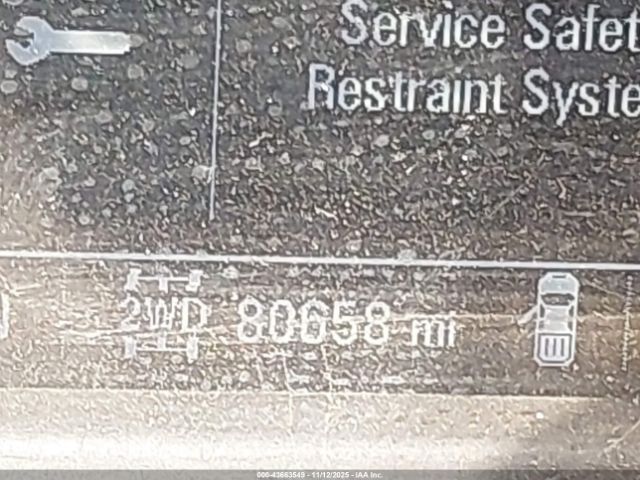 Service Safet
Restraint Syste
2WD 80658 mi
000-43663549 - 11/12/2025 - IAA Inc.